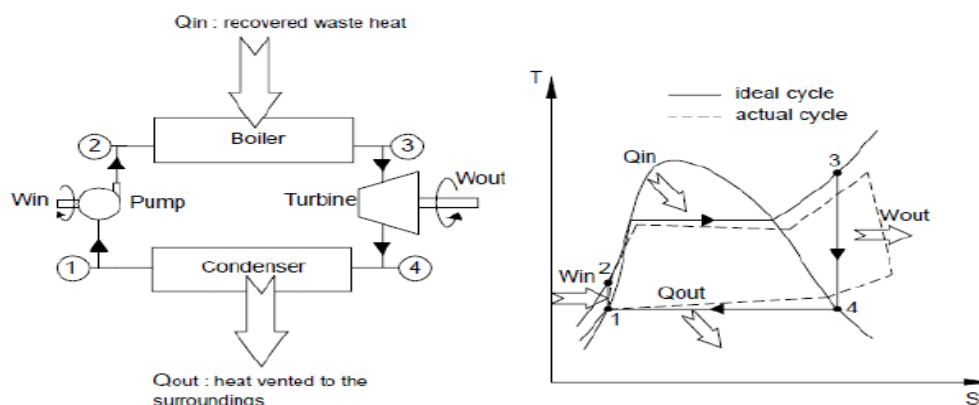 Qin : recovered waste heat
2
Boiler
3
Win
Pump
Turbine
Wout
1
Condenser
4
Qout : heat vented to the
surroundings
T
ideal cycle
actual cycle
Qin
3
Wout
Win
2
Qout
1
4
S